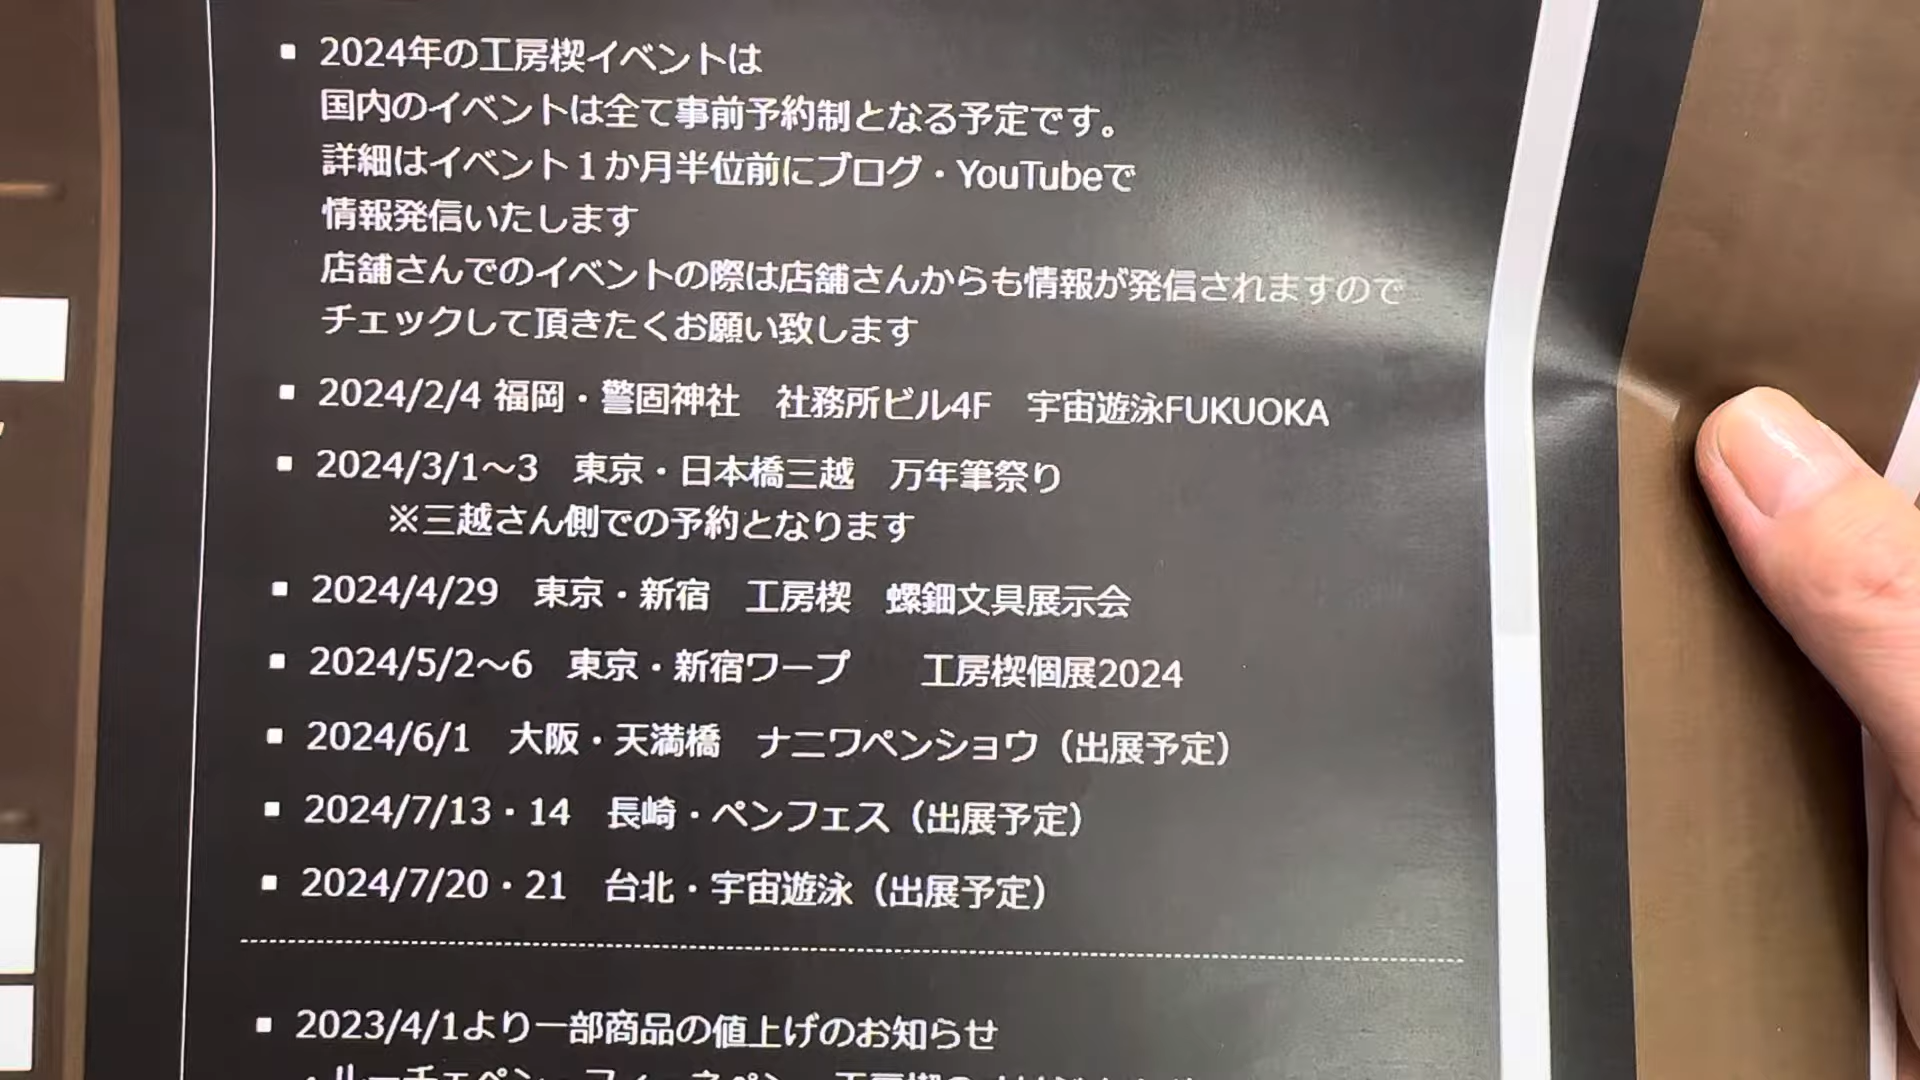 2024年の工房楔イベントは
国内のイベントは全て事前予約制となる予定です。
詳細はイベント１か月半位前にブログ・YouTubeで
情報発信いたします
店舗さんでのイベントの際は店舗さんからも情報が発信されますので
チェックして頂きたくお願い致します
2024/2/4 福岡・警固神社　社務所ビル4F　宇宙遊泳FUKUOKA
2024/3/1～3　東京・日本橋三越　万年筆祭り
※三越さん側での予約となります
2024/4/29　東京・新宿　工房楔　螺鈿文具展示会
2024/5/2～6　東京・新宿ワープ　　工房楔個展2024
2024/6/1　大阪・天満橋　ナニワペンショウ（出展予定）
2024/7/13・14　長崎・ペンフェス（出展予定）
2024/7/20・21　台北・宇宙遊泳（出展予定）
2023/4/1より一部商品の値上げのお知らせ